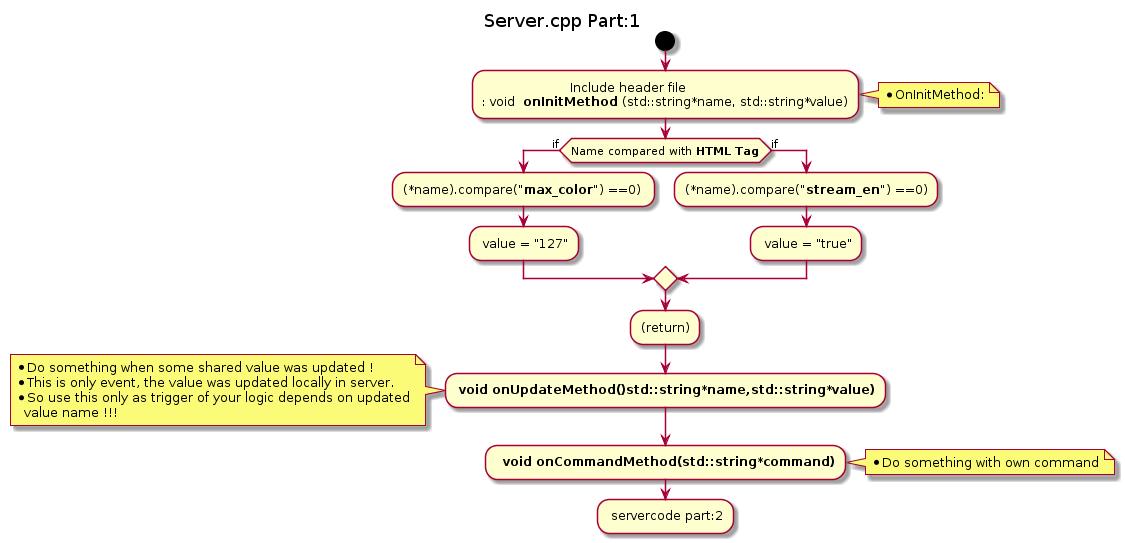 Server.cpp Part:1
Include header file
: void onInitMethod (std::string*name, std::string*value)
•OnInitMethod:
if
Name compared with HTML Tag
if
(*name).compare("max_color") ==0)
(*name).compare("stream_en") ==0)
value = "127"
value = "true"
(return)
•Do something when some shared value was updated !
•This is only event, the value was updated locally in server.
•So use this only as trigger of your logic depends on updated
value name !!!
void onUpdateMethod()std::string*name,std::string*value)
void onCommandMethod(std::string*command)
•Do something with own command
servercode part:2